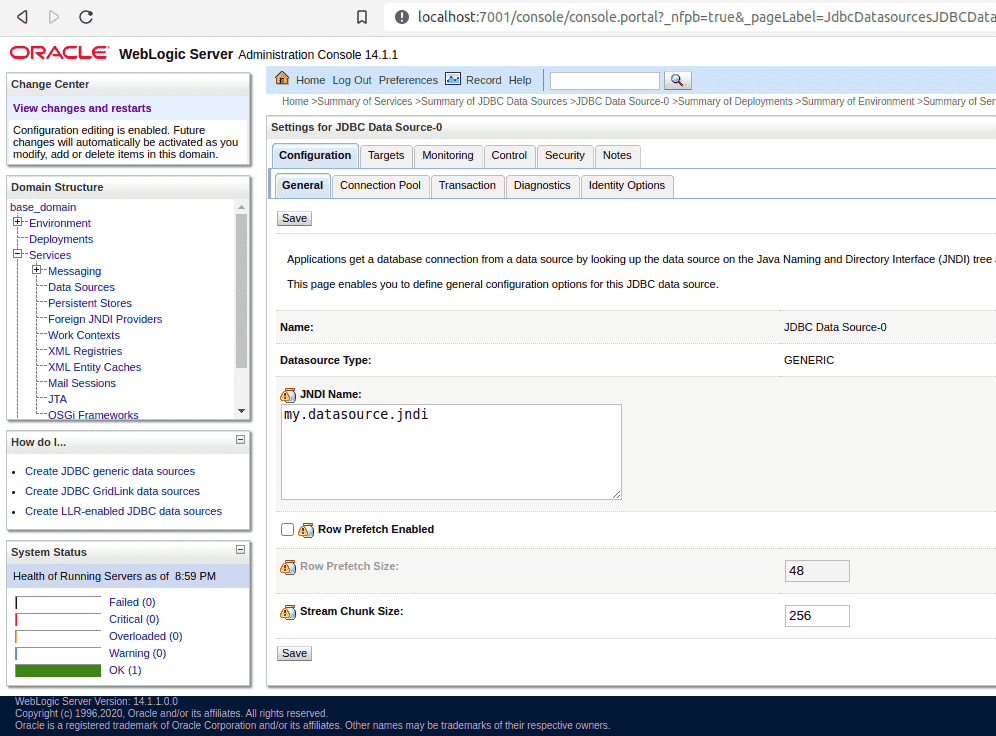 localhost:7001/console/console.portal?_nfpb=true&_pageLabel=JdbcDatasourcesJDBCData
ORACLE WebLogic Server Administration Console 14.1.1
Change Center
View changes and restarts
Configuration editing is enabled. Future
changes will automatically be activated as you
modify, add or delete items in this domain.
Domain Structure
base_domain
Environment
Deployments
Services
Messaging
Data Sources
Persistent Stores
Foreign JNDI Providers
Work Contexts
XML Registries
XML Entity Caches
Mail Sessions
JTA
OSGi Frameworks
How do I...
Create JDBC generic data sources
Create JDBC GridLink data sources
Create LLR-enabled JDBC data sources
System Status
Health of Running Servers as of 8:59 PM
Failed (0)
Critical (0)
Overloaded (0)
Warning (0)
OK (1)
Home Log Out Preferences Record Help
Home >Summary of Services >Summary of JDBC Data Sources >JDBC Data Source-0 >Summary of Deployments >Summary of Environment >Summary of Ser
Settings for JDBC Data Source-0
Configuration Targets Monitoring Control Security Notes
General Connection Pool Transaction Diagnostics Identity Options
Save
Applications get a database connection from a data source by looking up the data source on the Java Naming and Directory Interface (JNDI) tree
This page enables you to define general configuration options for this JDBC data source.
Name: JDBC Data Source-0
Datasource Type: GENERIC
JNDI Name:
my.datasource.jndi
Row Prefetch Enabled
Row Prefetch Size: 48
Stream Chunk Size: 256
Save
WebLogic Server Version: 14.1.1.0.0
Copyright (c) 1996,2020, Oracle and/or its affiliates. All rights reserved.
Oracle is a registered trademark of Oracle Corporation and/or its affiliates. Other names may be trademarks of their respective owners.